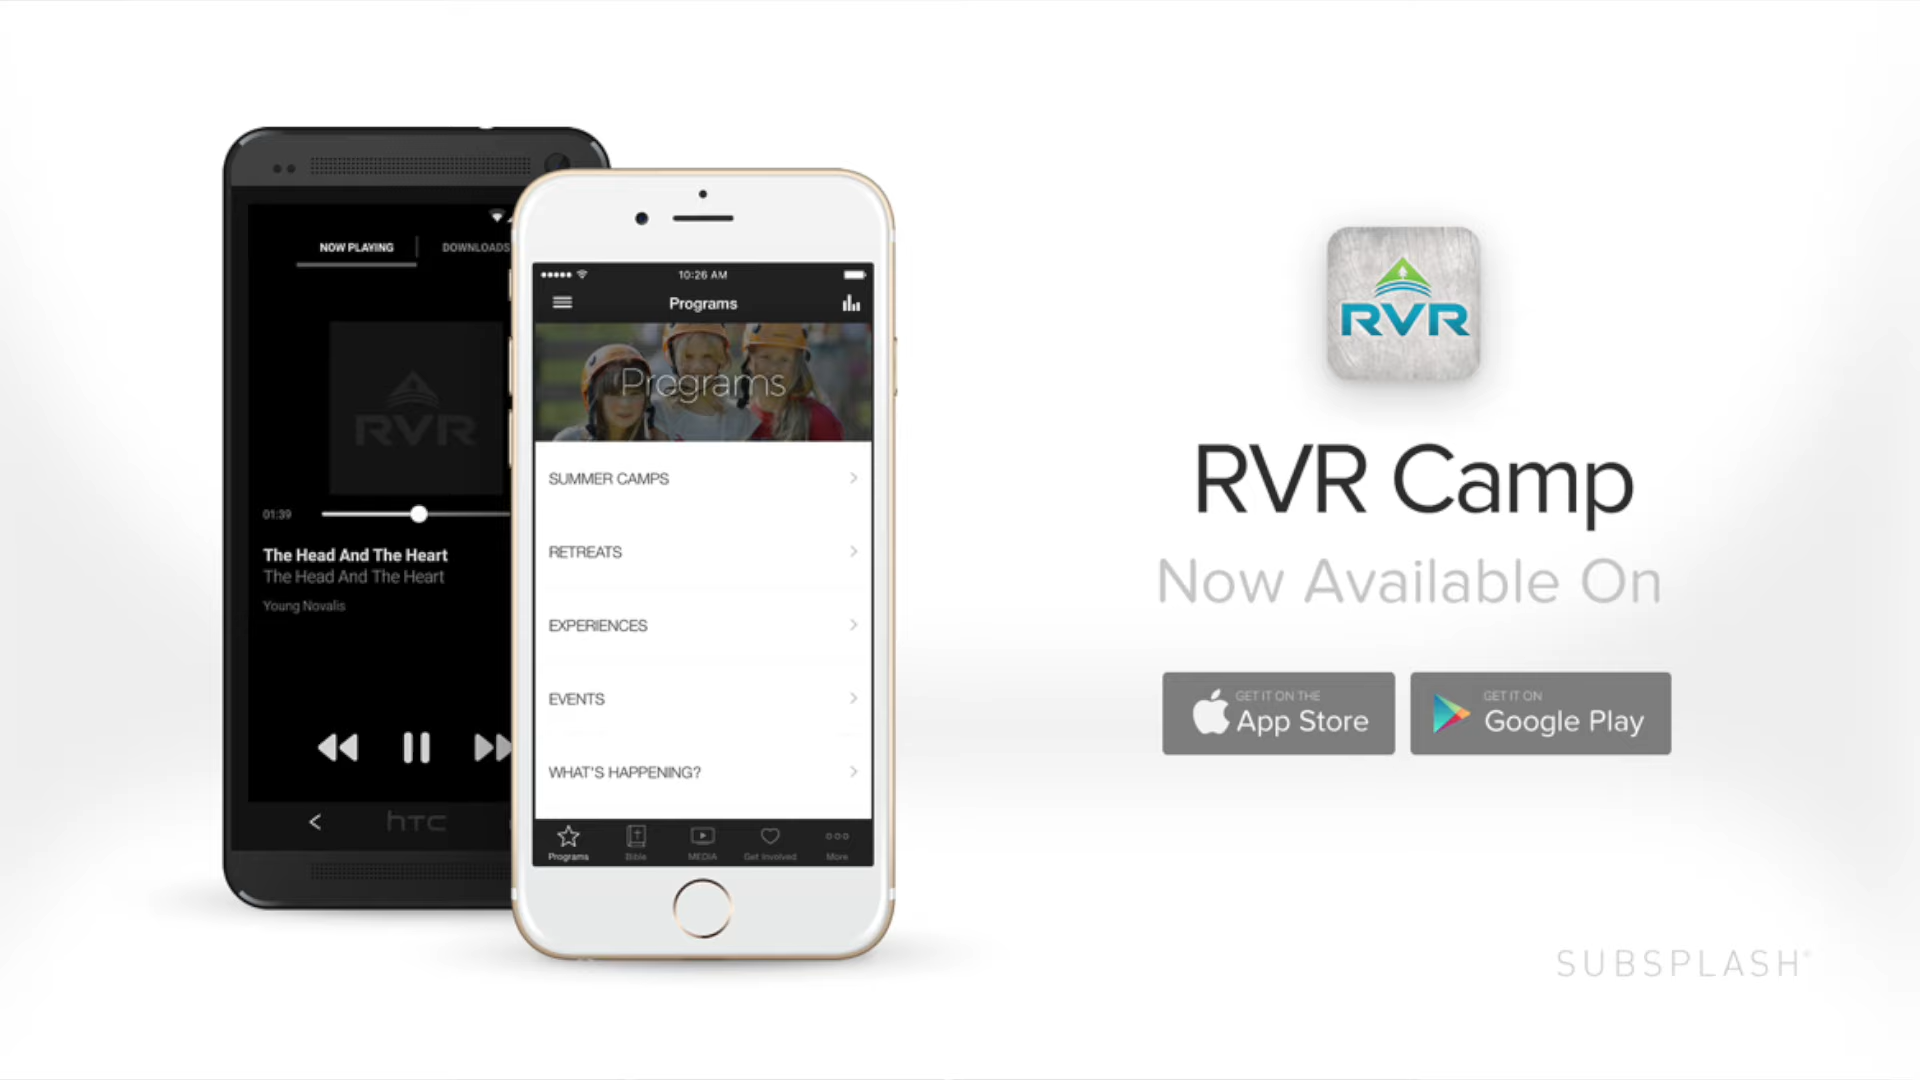 NOW PLAYING
DOWNLOADS
RVR
01:39
The Head And The Heart
The Head And The Heart
Young Novalis
htc
10:26 AM
Programs
Programs
SUMMER CAMPS
RETREATS
EXPERIENCES
EVENTS
WHAT'S HAPPENING?
Programs
Bible
MEDIA
Get Involved
More
RVR
RVR Camp
Now Available On
GET IT ON THE
App Store
GET IT ON
Google Play
SUBSPLASH®